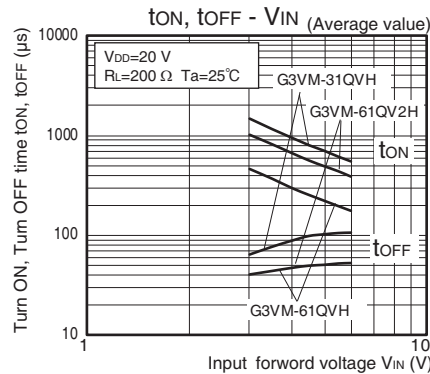 tON, tOFF - VIN (Average value)
Turn ON, Turn OFF time tON, tOFF (μs)
10000
1000
100
10
VDD=20 V
RL=200 Ω Ta=25℃
G3VM-31QVH
G3VM-61QV2H
tON
tOFF
G3VM-61QVH
1
10
Input forword voltage VIN (V)